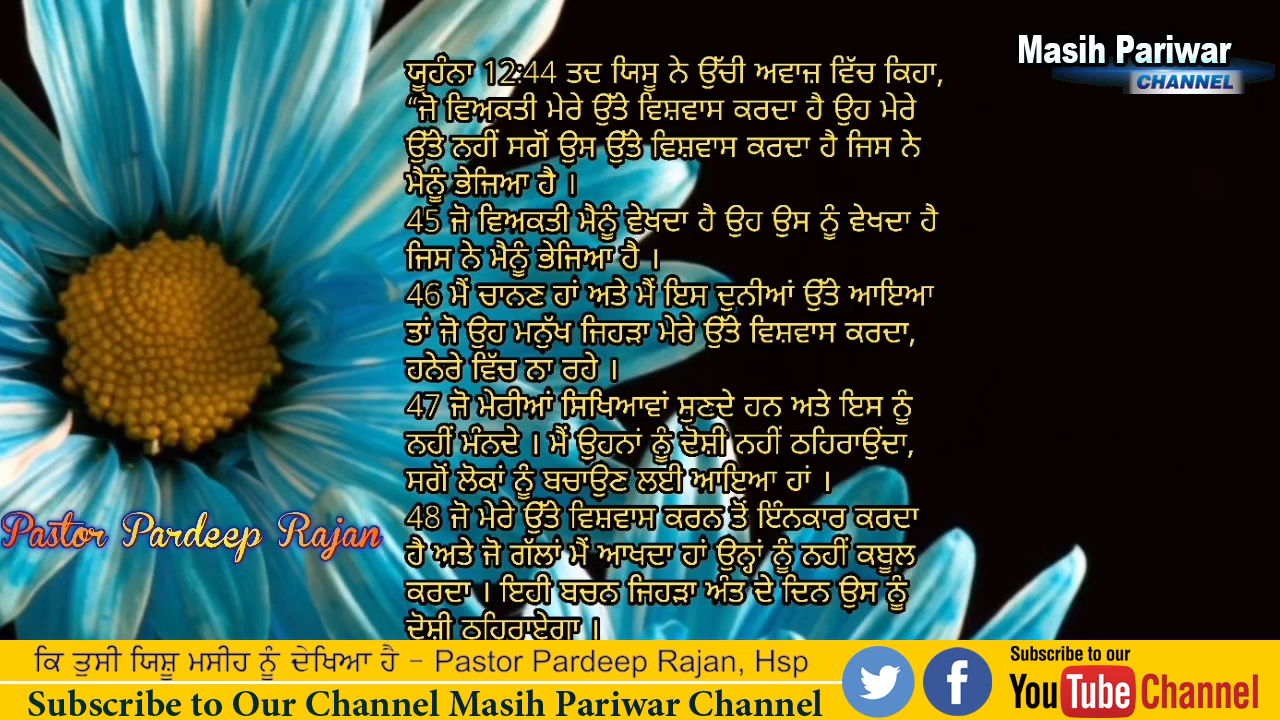 Masih Pariwar
CHANNEL
ਯੂਹੰਨਾ 12:44 ਤਦ ਯਿਸੂ ਨੇ ਉੱਚੀ ਅਵਾਜ਼ ਵਿੱਚ ਕਿਹਾ,
“ਜੋ ਵਿਅਕਤੀ ਮੇਰੇ ਉੱਤੇ ਵਿਸ਼ਵਾਸ ਕਰਦਾ ਹੈ ਉਹ ਮੇਰੇ
ਉੱਤੇ ਨਹੀਂ ਸਗੋਂ ਉਸ ਉੱਤੇ ਵਿਸ਼ਵਾਸ ਕਰਦਾ ਹੈ ਜਿਸ ਨੇ
ਮੈਨੂੰ ਭੇਜਿਆ ਹੈ ।
45 ਜੋ ਵਿਅਕਤੀ ਮੈਨੂੰ ਵੇਖਦਾ ਹੈ ਉਹ ਉਸ ਨੂੰ ਵੇਖਦਾ ਹੈ
ਜਿਸ ਨੇ ਮੈਨੂੰ ਭੇਜਿਆ ਹੈ ।
46 ਮੈਂ ਚਾਨਣ ਹਾਂ ਅਤੇ ਮੈਂ ਇਸ ਦੁਨੀਆਂ ਉੱਤੇ ਆਇਆ
ਤਾਂ ਜੋ ਉਹ ਮਨੁੱਖ ਜਿਹੜਾ ਮੇਰੇ ਉੱਤੇ ਵਿਸ਼ਵਾਸ ਕਰਦਾ,
ਹਨੇਰੇ ਵਿੱਚ ਨਾ ਰਹੇ ।
47 ਜੋ ਮੇਰੀਆਂ ਸਿਖਿਆਵਾਂ ਸੁਣਦੇ ਹਨ ਅਤੇ ਇਸ ਨੂੰ
ਨਹੀਂ ਮੰਨਦੇ । ਮੈਂ ਉਹਨਾਂ ਨੂੰ ਦੋਸ਼ੀ ਨਹੀਂ ਠਹਿਰਾਉਂਦਾ,
ਸਗੋਂ ਲੋਕਾਂ ਨੂੰ ਬਚਾਉਣ ਲਈ ਆਇਆ ਹਾਂ ।
48 ਜੋ ਮੇਰੇ ਉੱਤੇ ਵਿਸ਼ਵਾਸ ਕਰਨ ਤੋਂ ਇੰਨਕਾਰ ਕਰਦਾ
ਹੈ ਅਤੇ ਜੋ ਗੱਲਾਂ ਮੈਂ ਆਖਦਾ ਹਾਂ ਉਨ੍ਹਾਂ ਨੂੰ ਨਹੀਂ ਕਬੂਲ
ਕਰਦਾ । ਇਹੀ ਬਚਨ ਜਿਹੜਾ ਅੰਤ ਦੇ ਦਿਨ ਉਸ ਨੂੰ
ਦੋਸ਼ੀ ਠਹਿਰਾਏਗਾ ।
Pastor Pardeep Rajan
ਕਿ ਤੁਸੀ ਯਿਸ਼ੂ ਮਸੀਹ ਨੂੰ ਦੇਖਿਆ ਹੈ - Pastor Pardeep Rajan, Hsp
Subscribe to Our Channel Masih Pariwar Channel
Subscribe to our
YouTube Channel